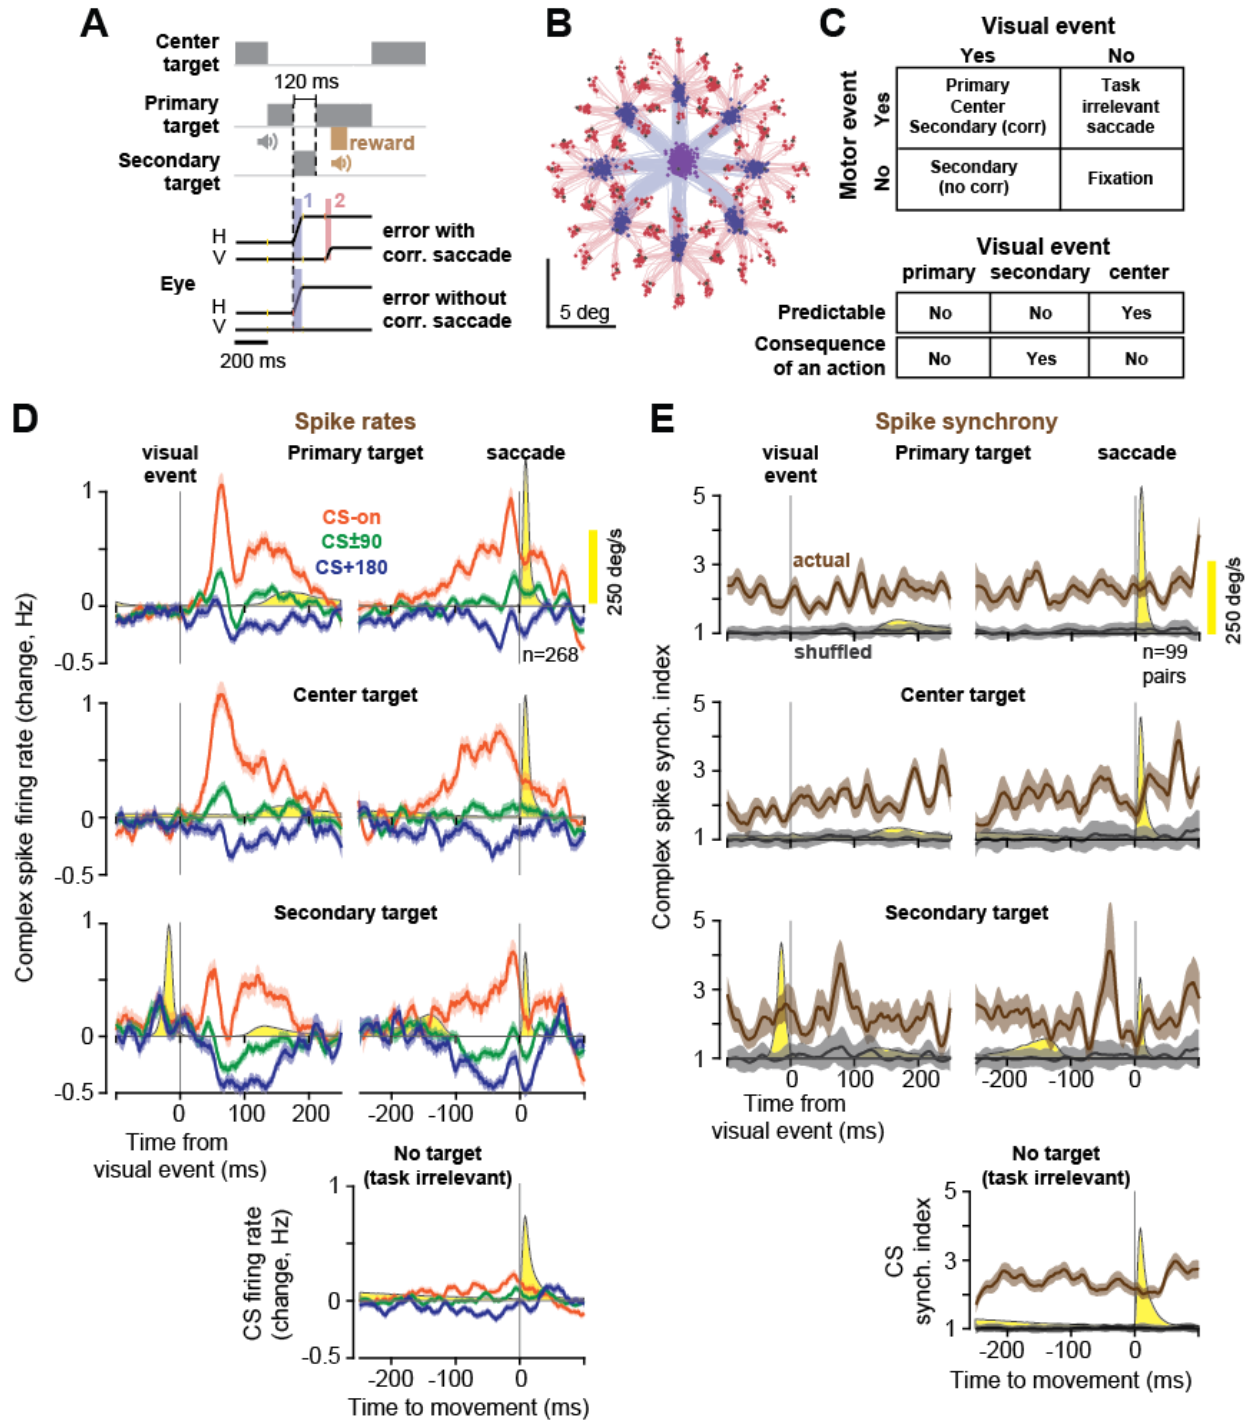 A
Center
target
120 ms
Primary
target
reward
Secondary
target
1
2
H
V
error with
corr. saccade
Eye
H
V
error without
corr. saccade
200 ms
B
5 deg
C
Visual event
Yes
No
Motor event
Yes
No
Primary
Center
Secondary (corr)
Task
irrelevant
saccade
Secondary
(no corr)
Fixation
Visual event
primary
secondary
center
Predictable
No
No
Yes
Consequence
of an action
No
Yes
No
D
Spike rates
visual
event
Primary target
saccade
1
0
-0.5
CS-on
CS±90
CS+180
250 deg/s
n=268
Complex spike firing rate (change, Hz)
Center target
1
0
-0.5
Secondary target
1
0
-0.5
0
100
200
-200
-100
0
Time from
visual event (ms)
No target
(task irrelevant)
CS firing rate
(change, Hz)
1
0
-0.5
-200
-100
0
Time to movement (ms)
E
Spike synchrony
visual
event
Primary target
saccade
5
3
1
actual
shuffled
250 deg/s
n=99
pairs
Complex spike synch. index
Center target
5
3
1
Secondary target
5
3
1
0
100
200
-200
-100
0
Time from
visual event (ms)
No target
(task irrelevant)
CS
synch. index
5
3
1
-200
-100
0
Time to movement (ms)